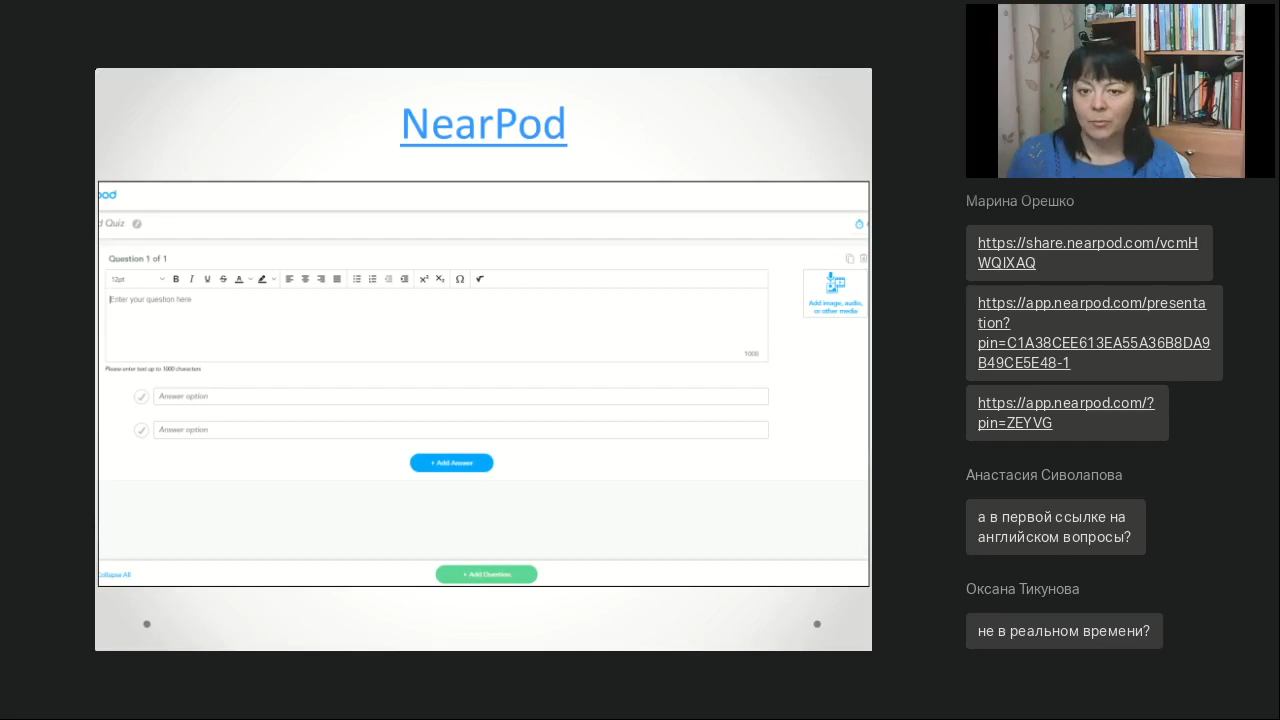 NearPod
ood
d Quiz
Question 1 of 1
12pt
B I U S A
X² X₂ Ω
Enter your question here
1000
Please enter text up to 1000 characters
Add image, audio,
or other media
Answer option
Answer option
+ Add Answer
Collapse All
+ Add Question
Марина Орешко
https://share.nearpod.com/vcmH
WQIXAQ
https://app.nearpod.com/presenta
tion?
pin=C1A38CEE613EA55A36B8DA9
B49CE5E48-1
https://app.nearpod.com/?
pin=ZEYVG
Анастасия Сиволапова
а в первой ссылке на
английском вопросы?
Оксана Тикунова
не в реальном времени?